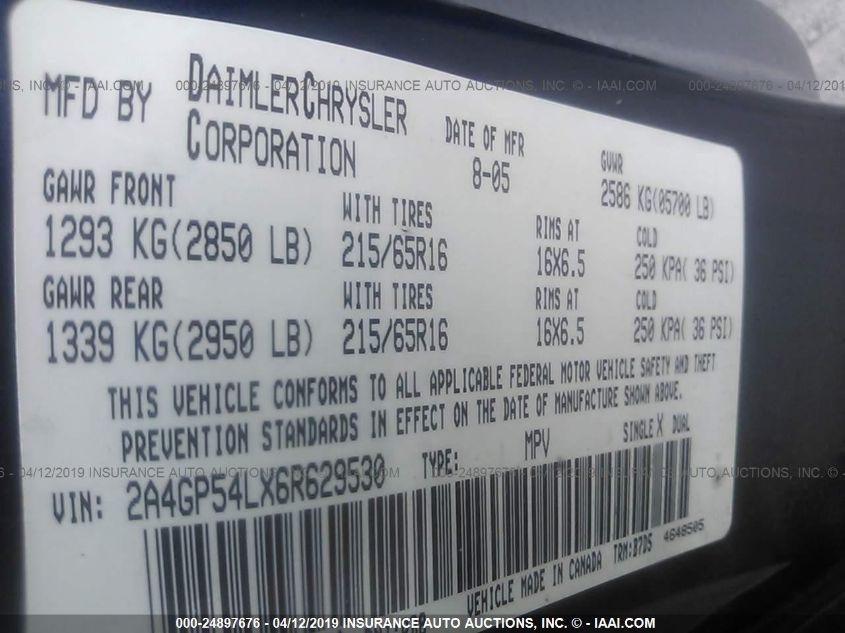 MFD BY DAIMLERCHRYSLER CORPORATION DATE OF MFR 8-05 GVWR 2586 KG(05700 LB)
GAWR FRONT WITH TIRES RIMS AT COLD
1293 KG(2850 LB) 215/65R16 16X6.5 250 KPA( 36 PSI)
GAWR REAR WITH TIRES RIMS AT COLD
1339 KG(2950 LB) 215/65R16 16X6.5 250 KPA( 36 PSI)
THIS VEHICLE CONFORMS TO ALL APPLICABLE FEDERAL MOTOR VEHICLE SAFETY AND THEFT
PREVENTION STANDARDS IN EFFECT ON THE DATE OF MANUFACTURE SHOWN ABOVE.
VIN: 2A4GP54LX6R629530 TYPE: MPV SINGLE X DUAL
VEHICLE MADE IN CANADA TRM:B7D5 4648505
000-24897676 - 04/12/2019 INSURANCE AUTO AUCTIONS, INC. - IAAI.COM